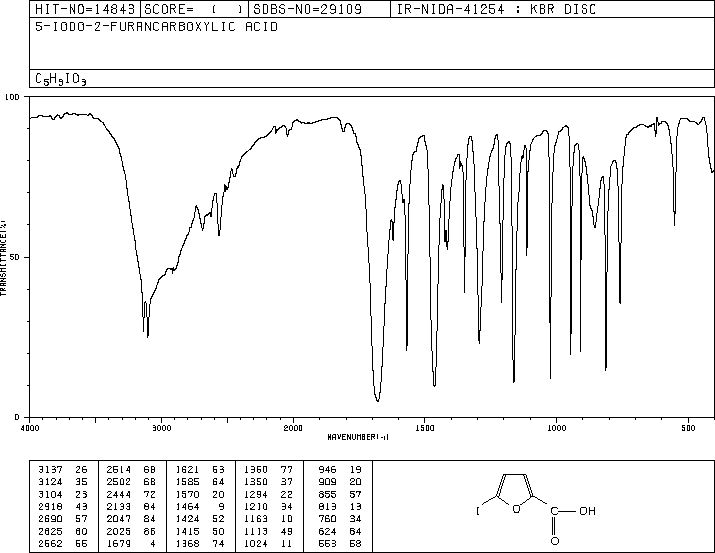 HIT-NO=14843 SCORE= ( ) SDBS-NO=29109 IR-NIDA-41254 : KBR DISC
5-IODO-2-FURANCARBOXYLIC ACID
C5H3IO3
100
50
0
TRANSMITTANCE(%)
4000 3000 2000 1500 1000 500
WAVENUMBER(-1)
3137 26 2514 68 1621 53 1360 77 946 19
3124 35 2502 68 1585 64 1350 37 909 20
3104 23 2444 72 1570 20 1294 22 855 57
2918 43 2133 84 1464 9 1210 34 813 13
2690 57 2047 84 1424 52 1163 10 760 34
2625 60 2025 86 1415 50 1113 49 624 84
2562 55 1679 4 1368 74 1024 11 553 58
I O OH
O